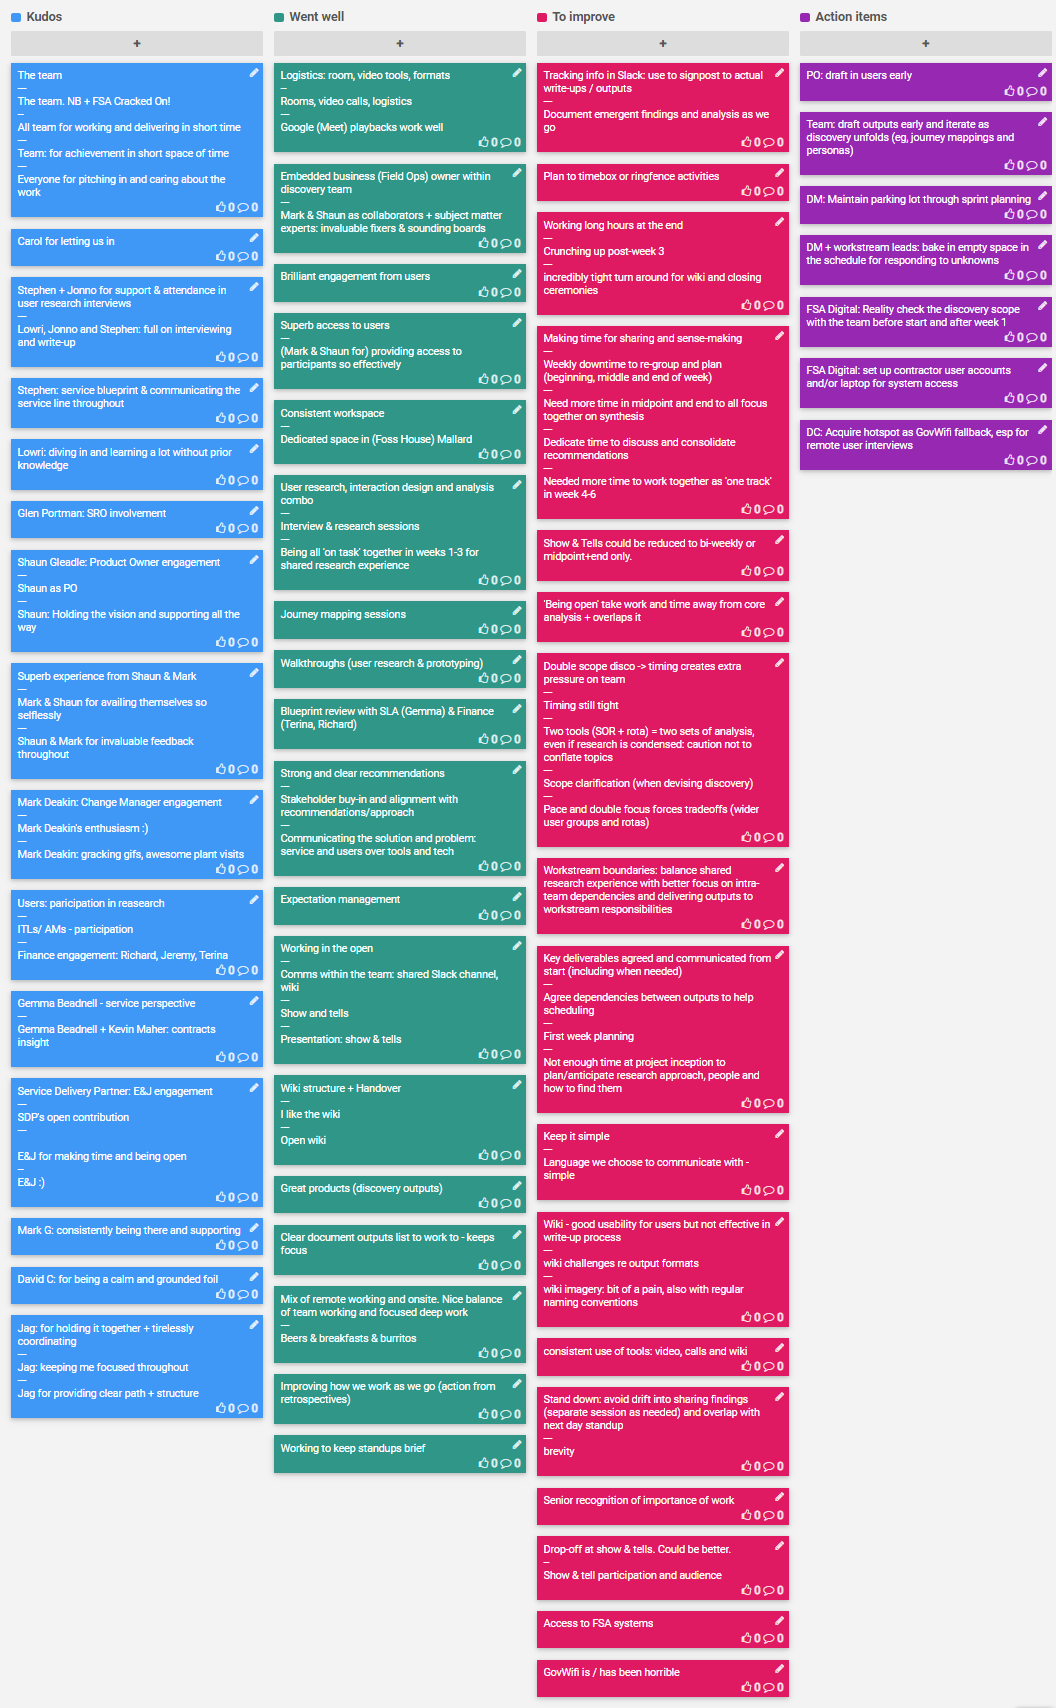 Kudos
+
The team
—
The team. NB + FSA Cracked On!
–
All team for working and delivering in short time
—
Team: for achievement in short space of time
—
Everyone for pitching in and caring about the
work
0 0
Carol for letting us in
0 0
Stephen + Jonno for support & attendance in
user research interviews
—
Lowri, Jonno and Stephen: full on interviewing
and write-up
0 0
Stephen: service blueprint & communicating the
service line throughout
0 0
Lowri: diving in and learning a lot without prior
knowledge
0 0
Glen Portman: SRO involvement
0 0
Shaun Gleadle: Product Owner engagement
—
Shaun as PO
—
Shaun: Holding the vision and supporting all the
way
0 0
Superb experience from Shaun & Mark
—
Mark & Shaun for availing themselves so
selflessly
—
Shaun & Mark for invaluable feedback
throughout
0 0
Mark Deakin: Change Manager engagement
—
Mark Deakin's enthusiasm :)
—
Mark Deakin: gracking gifs, awesome plant visits
0 0
Users: paricipation in reasearch
—
ITLs/ AMs - participation
—
Finance engagement: Richard, Jeremy, Terina
0 0
Gemma Beadnell - service perspective
—
Gemma Beadnell + Kevin Maher: contracts
insight
0 0
Service Delivery Partner: E&J engagement
—
SDP's open contribution
—
E&J for making time and being open
–
E&J :)
0 0
Mark G: consistently being there and supporting
0 0
David C: for being a calm and grounded foil
0 0
Jag: for holding it together + tirelessly
coordinating
—
Jag: keeping me focused throughout
—
Jag for providing clear path + structure
0 0
Went well
+
Logistics: room, video tools, formats
–
Rooms, video calls, logistics
—
Google (Meet) playbacks work well
0 0
Embedded business (Field Ops) owner within
discovery team
—
Mark & Shaun as collaborators + subject matter
experts: invaluable fixers & sounding boards
0 0
Brilliant engagement from users
0 0
Superb access to users
—
(Mark & Shaun for) providing access to
participants so effectively
0 0
Consistent workspace
—
Dedicated space in (Foss House) Mallard
0 0
User research, interaction design and analysis
combo
—
Interview & research sessions
—
Being all 'on task' together in weeks 1-3 for
shared research experience
0 0
Journey mapping sessions
0 0
Walkthroughs (user research & prototyping)
0 0
Blueprint review with SLA (Gemma) & Finance
(Terina, Richard)
0 0
Strong and clear recommendations
—
Stakeholder buy-in and alignment with
recommendations/approach
—
Communicating the solution and problem:
service and users over tools and tech
0 0
Expectation management
0 0
Working in the open
—
Comms within the team: shared Slack channel,
wiki
—
Show and tells
—
Presentation: show & tells
0 0
Wiki structure + Handover
—
I like the wiki
—
Open wiki
0 0
Great products (discovery outputs)
0 0
Clear document outputs list to work to - keeps
focus
0 0
Mix of remote working and onsite. Nice balance
of team working and focused deep work
—
Beers & breakfasts & burritos
0 0
Improving how we work as we go (action from
retrospectives)
0 0
Working to keep standups brief
0 0
To improve
+
Tracking info in Slack: use to signpost to actual
write-ups / outputs
—
Document emergent findings and analysis as we
go
0 0
Plan to timebox or ringfence activities
0 0
Working long hours at the end
—
Crunching up post-week 3
—
incredibly tight turn around for wiki and closing
ceremonies
0 0
Making time for sharing and sense-making
—
Weekly downtime to re-group and plan
(beginning, middle and end of week)
—
Need more time in midpoint and end to all focus
together on synthesis
—
Dedicate time to discuss and consolidate
recommendations
—
Needed more time to work together as 'one track'
in week 4-6
0 0
Show & Tells could be reduced to bi-weekly or
midpoint+end only.
0 0
'Being open' take work and time away from core
analysis + overlaps it
0 0
Double scope disco -> timing creates extra
pressure on team
—
Timing still tight
—
Two tools (SOR + rota) = two sets of analysis,
even if research is condensed: caution not to
conflate topics
—
Scope clarification (when devising discovery)
—
Pace and double focus forces tradeoffs (wider
user groups and rotas)
0 0
Workstream boundaries: balance shared
research experience with better focus on intra-
team dependencies and delivering outputs to
workstream responsibilities
0 0
Key deliverables agreed and communicated from
start (including when needed)
—
Agree dependencies between outputs to help
scheduling
—
First week planning
—
Not enough time at project inception to
plan/anticipate research approach, people and
how to find them
0 0
Keep it simple
—
Language we choose to communicate with -
simple
0 0
Wiki - good usability for users but not effective in
write-up process
—
wiki challenges re output formats
—
wiki imagery: bit of a pain, also with regular
naming conventions
0 0
consistent use of tools: video, calls and wiki
0 0
Stand down: avoid drift into sharing findings
(separate session as needed) and overlap with
next day standup
—
brevity
0 0
Senior recognition of importance of work
0 0
Drop-off at show & tells. Could be better.
–
Show & tell participation and audience
0 0
Access to FSA systems
0 0
GovWifi is / has been horrible
0 0
Action items
+
PO: draft in users early
0 0
Team: draft outputs early and iterate as
discovery unfolds (eg, journey mappings and
personas)
0 0
DM: Maintain parking lot through sprint planning
0 0
DM + workstream leads: bake in empty space in
the schedule for responding to unknowns
0 0
FSA Digital: Reality check the discovery scope
with the team before start and after week 1
0 0
FSA Digital: set up contractor user accounts
and/or laptop for system access
0 0
DC: Acquire hotspot as GovWifi fallback, esp for
remote user interviews
0 0